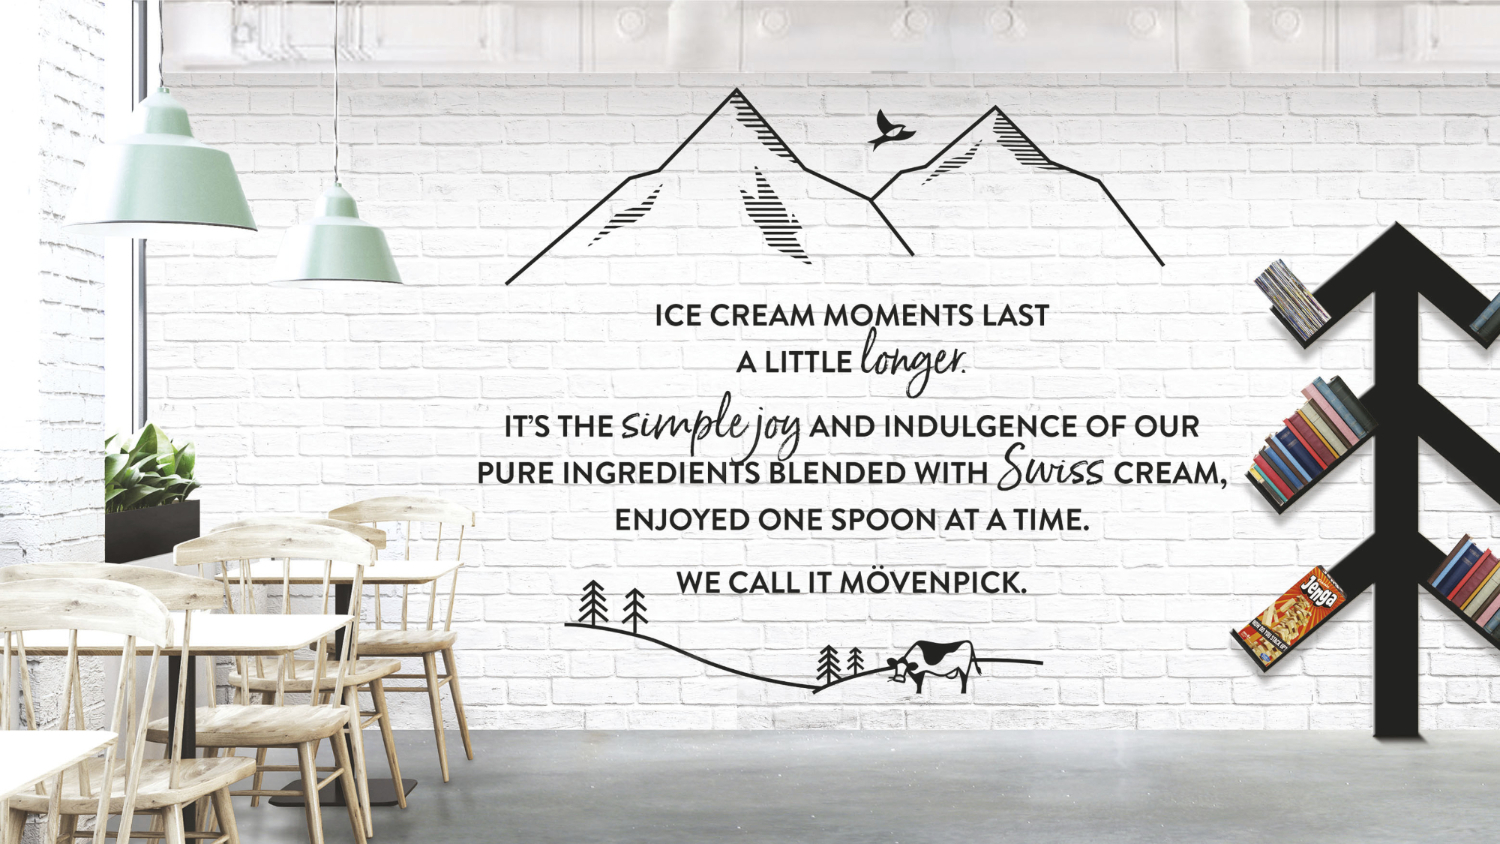 ICE CREAM MOMENTS LAST
A LITTLE longer.
IT'S THE simple joy AND INDULGENCE OF OUR
PURE INGREDIENTS BLENDED WITH Swiss CREAM,
ENJOYED ONE SPOON AT A TIME.
WE CALL IT MÖVENPICK.
Jenga